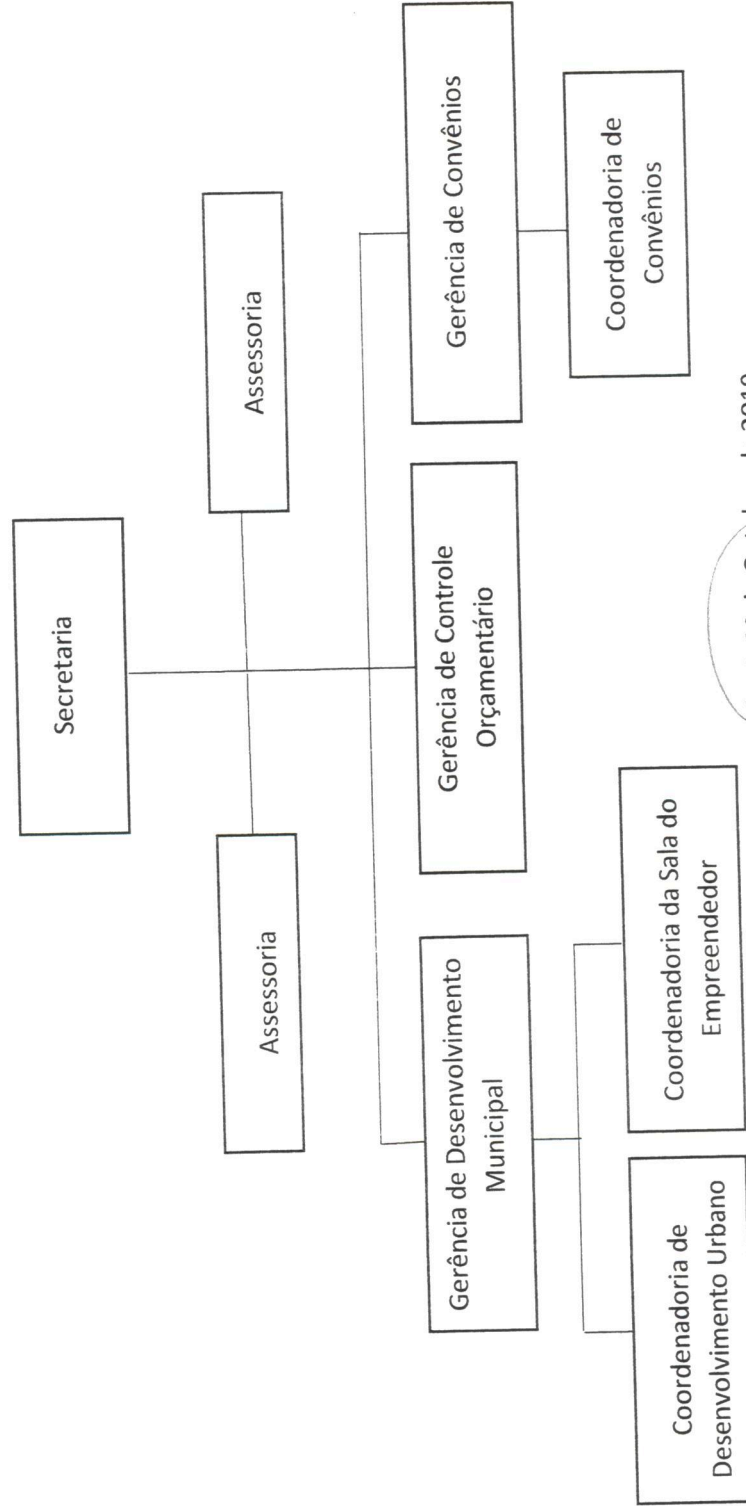 Secretaria
Assessoria
Assessoria
Gerência de Desenvolvimento
Municipal
Gerência de Controle
Orçamentário
Gerência de Convênios
Coordenadoria de
Desenvolvimento Urbano
Coordenadoria da Sala do
Empreendedor
Coordenadoria de
Convênios